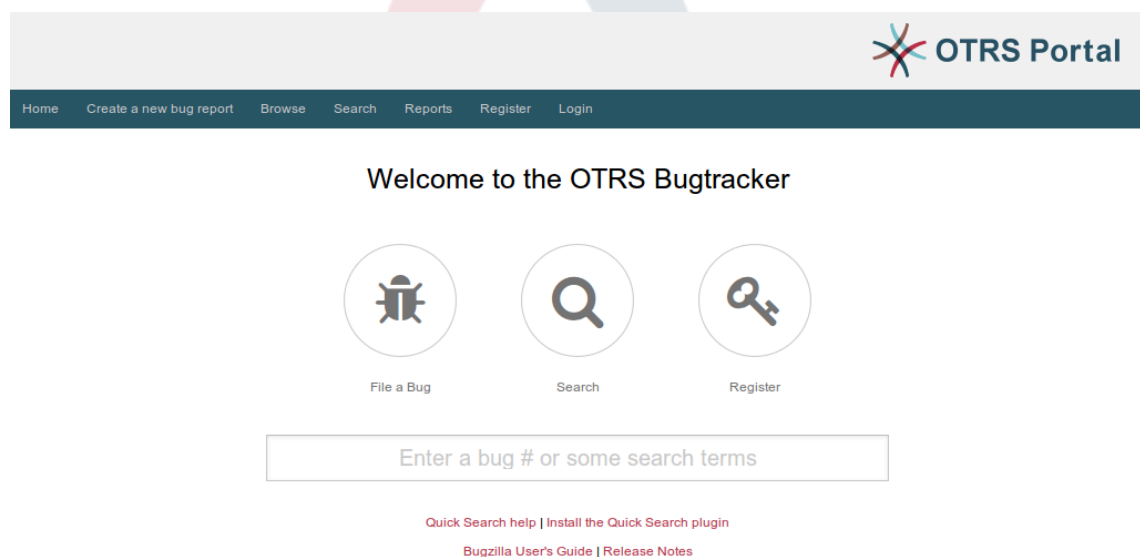 OTRS Portal
Home Create a new bug report Browse Search Reports Register Login
Welcome to the OTRS Bugtracker
File a Bug Search Register
Enter a bug # or some search terms
Quick Search help | Install the Quick Search plugin
Bugzilla User's Guide | Release Notes